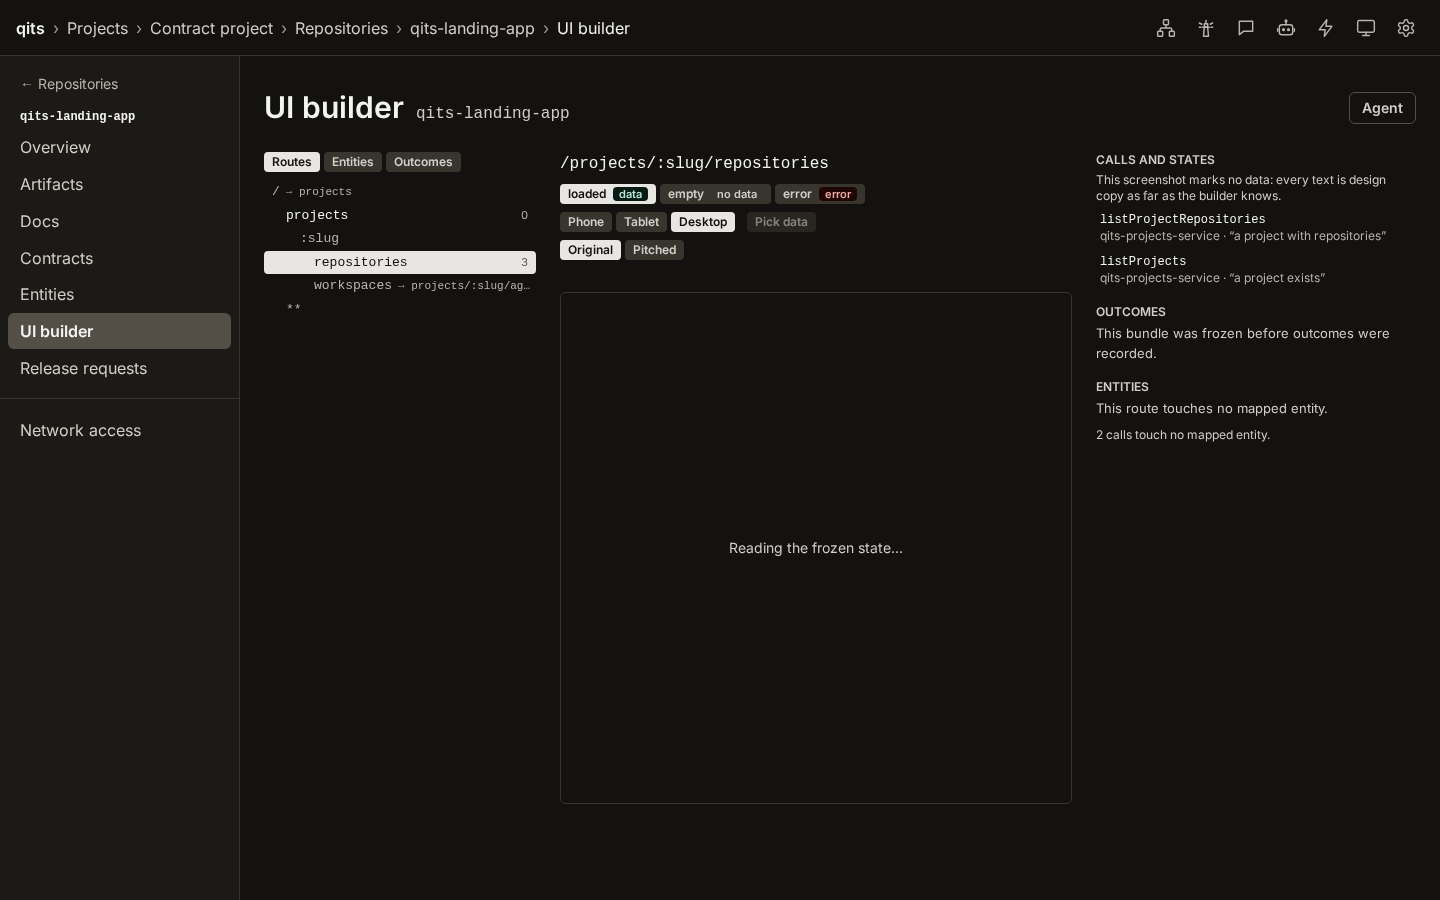 qits › Projects › Contract project › Repositories › qits-landing-app › UI builder
← Repositories
qits-landing-app
Overview
Artifacts
Docs
Contracts
Entities
UI builder
Release requests
Network access
UI builder qits-landing-app
Agent
Routes Entities Outcomes
/ → projects
projects 0
:slug
repositories 3
workspaces → projects/:slug/ag…
**
/projects/:slug/repositories
loaded data empty no data error error
Phone Tablet Desktop Pick data
Original Pitched
Reading the frozen state...
CALLS AND STATES
This screenshot marks no data: every text is design
copy as far as the builder knows.
listProjectRepositories
qits-projects-service · “a project with repositories”
listProjects
qits-projects-service · “a project exists”
OUTCOMES
This bundle was frozen before outcomes were
recorded.
ENTITIES
This route touches no mapped entity.
2 calls touch no mapped entity.